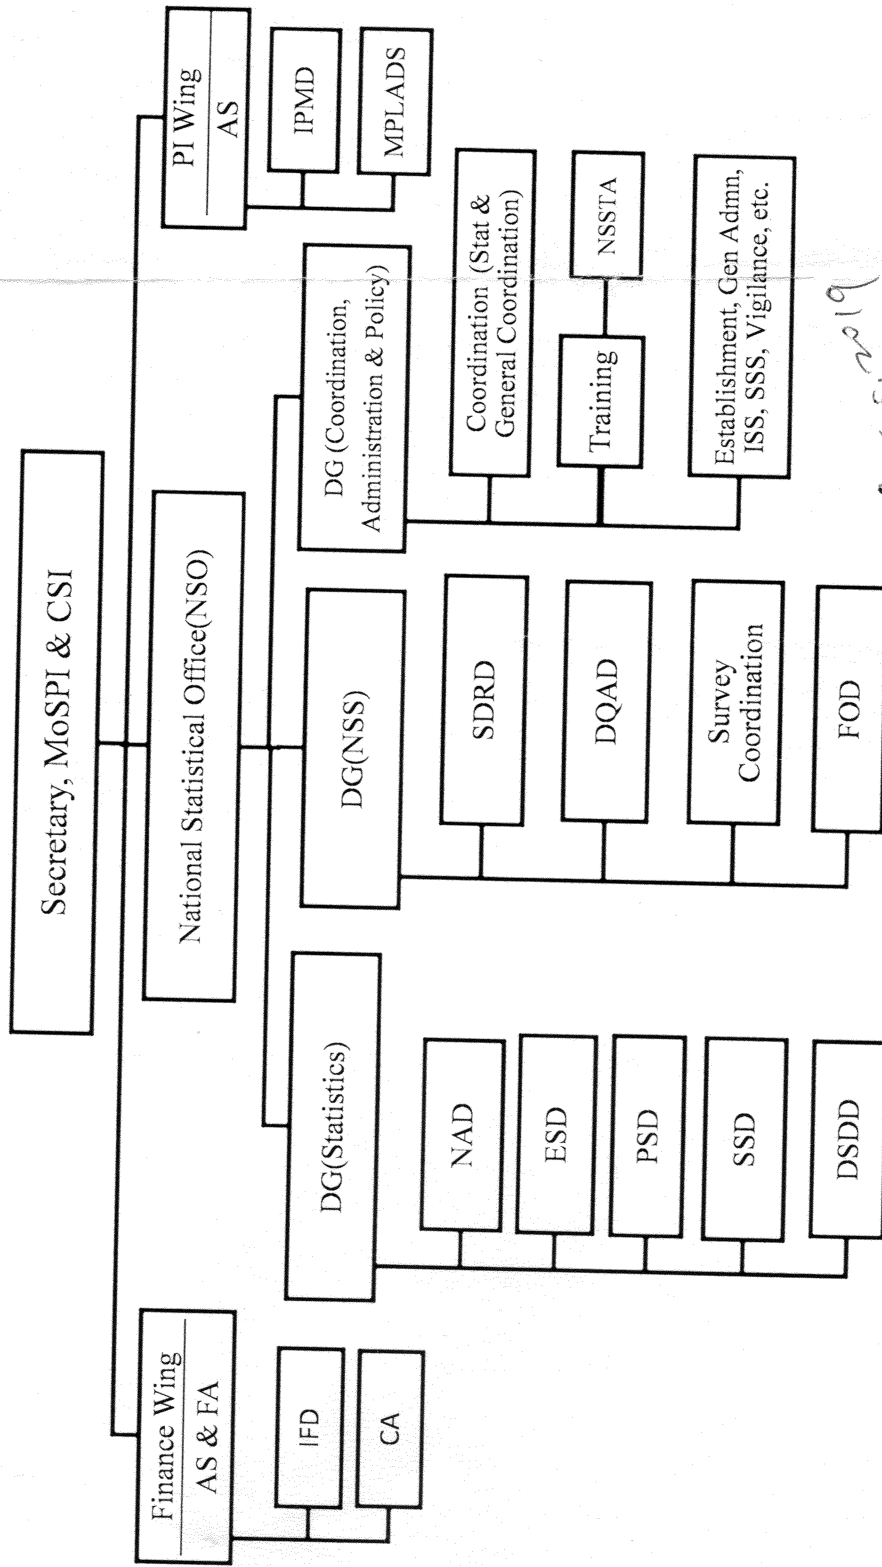 Secretary, MoSPI & CSI
Finance Wing
AS & FA
IFD
CA
National Statistical Office(NSO)
DG(Statistics)
NAD
ESD
PSD
SSD
DSDD
DG(NSS)
SDRD
DQAD
Survey
Coordination
FOD
DG (Coordination,
Administration & Policy)
Coordination (Stat &
General Coordination)
Training
NSSTA
Establishment, Gen Admn,
ISS, SSS, Vigilance, etc.
PI Wing
AS
IPMD
MPLADS
2019